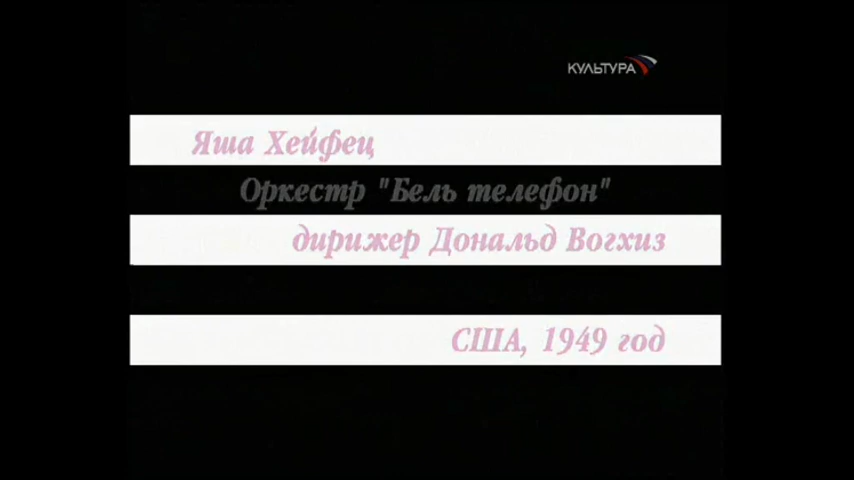 КУЛЬТУРА
Яша Хейфец
Оркестр "Бель телефон"
дирижер Дональд Вогхиз
США, 1949 год